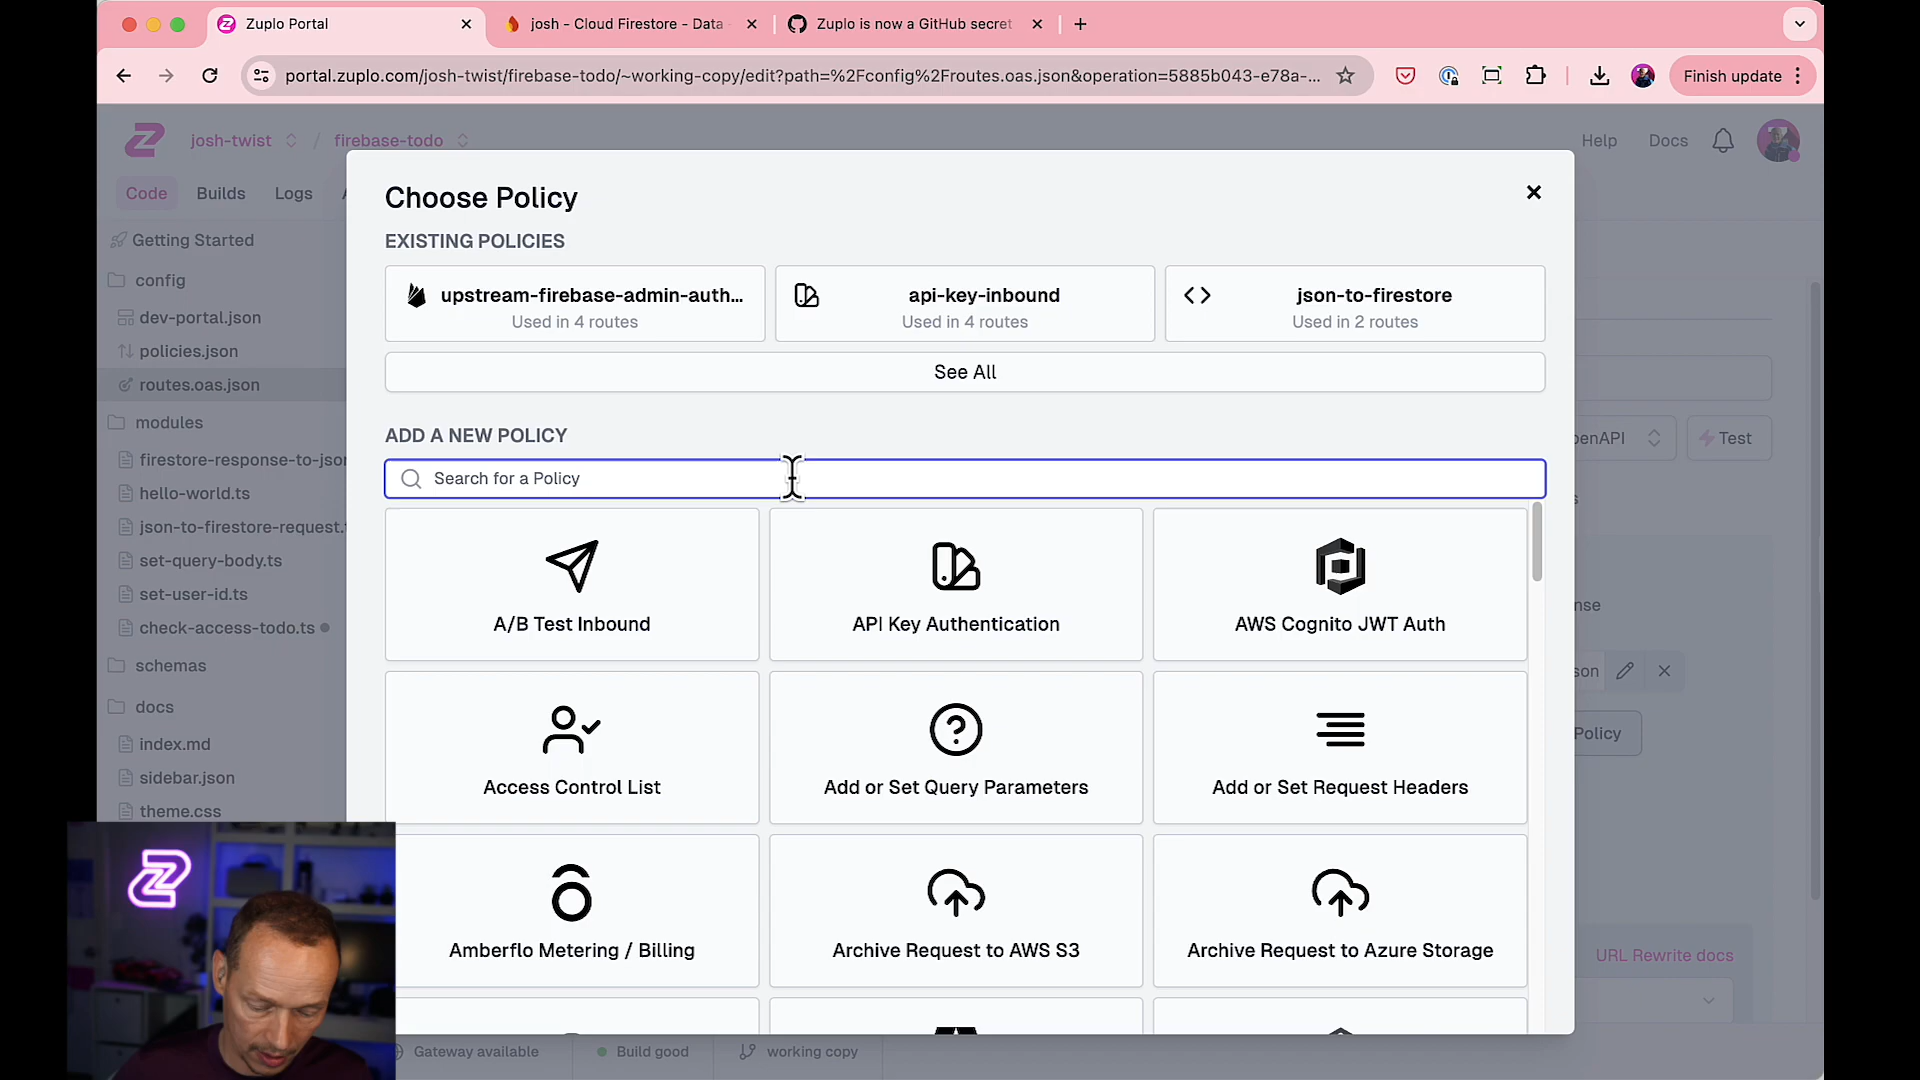 Zuplo Portal
josh - Cloud Firestore - Data
Zuplo is now a GitHub secret
portal.zuplo.com/josh-twist/firebase-todo/~working-copy/edit?path=%2Fconfig%2Froutes.oas.json&operation=5885b043-e78a-...
Finish update
josh-twist / firebase-todo
Help
Docs
Code
Builds
Logs
Getting Started
config
dev-portal.json
policies.json
routes.oas.json
modules
firestore-response-to-json
hello-world.ts
json-to-firestore-request.t
set-query-body.ts
set-user-id.ts
check-access-todo.ts
schemas
docs
index.md
sidebar.json
theme.css
Choose Policy
EXISTING POLICIES
upstream-firebase-admin-auth...
Used in 4 routes
api-key-inbound
Used in 4 routes
json-to-firestore
Used in 2 routes
See All
ADD A NEW POLICY
Search for a Policy
A/B Test Inbound
API Key Authentication
AWS Cognito JWT Auth
Access Control List
Add or Set Query Parameters
Add or Set Request Headers
Amberflo Metering / Billing
Archive Request to AWS S3
Archive Request to Azure Storage
penAPI
Test
nse
son
Policy
URL Rewrite docs
Gateway available
Build good
working copy